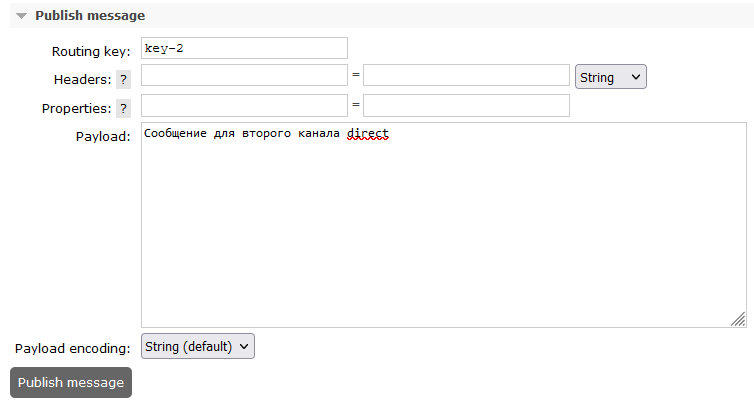 Publish message
Routing key: key-2
Headers: ? = String
Properties: ? =
Payload: Сообщение для второго канала direct
Payload encoding: String (default)
Publish message